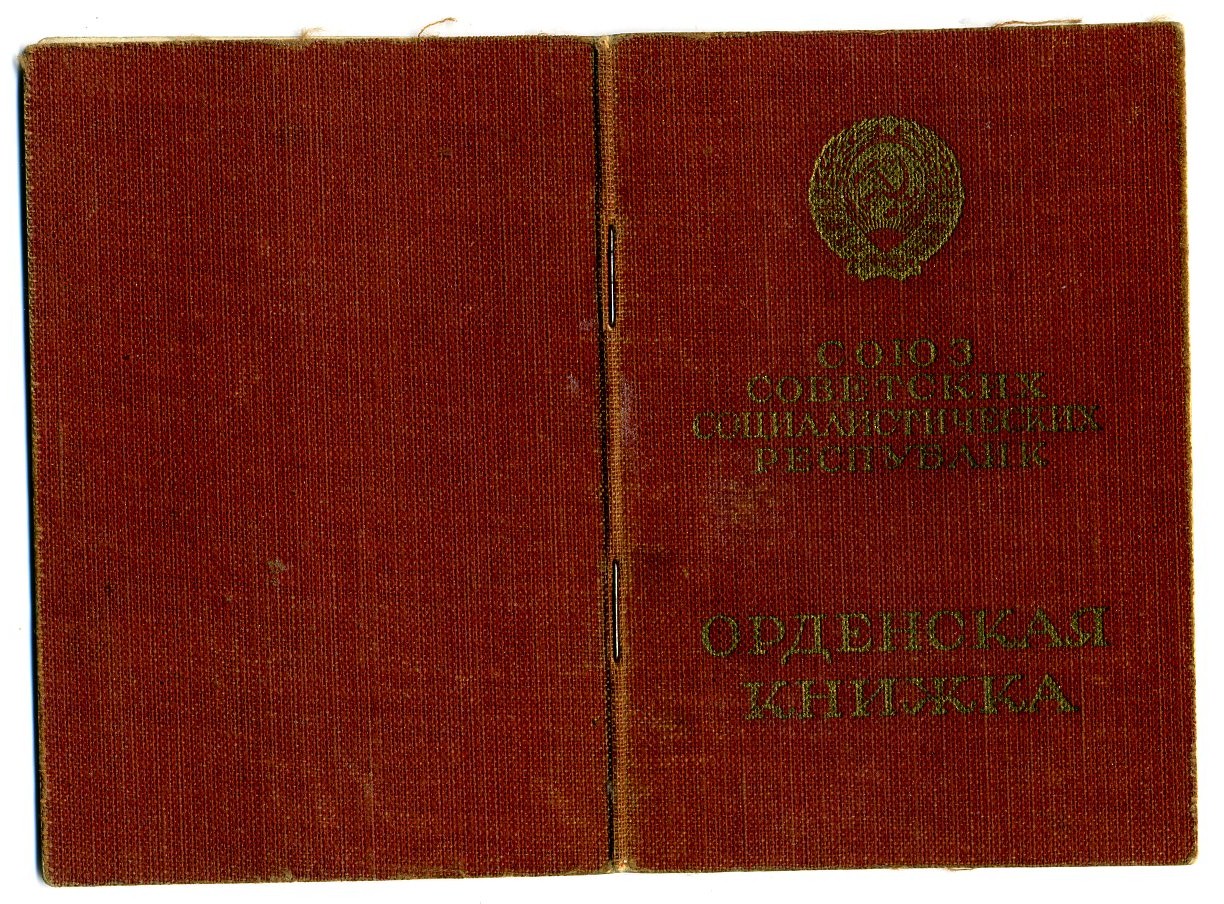 СОЮЗ
СОВЕТСКИХ
СОЦИАЛИСТИЧЕСКИХ
РЕСПУБЛИК
ОРДЕНСКАЯ
КНИЖКА